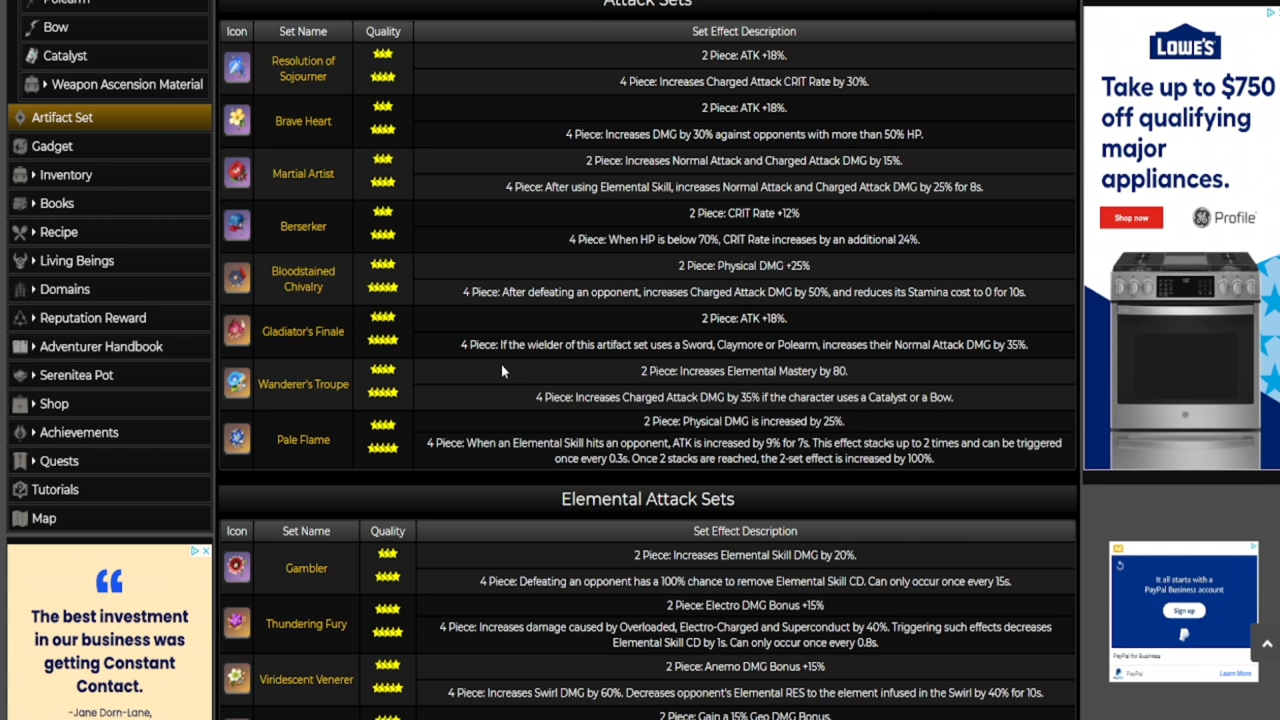 Polearm
Bow
Catalyst
Weapon Ascension Material
Artifact Set
Gadget
Inventory
Books
Recipe
Living Beings
Domains
Reputation Reward
Adventurer Handbook
Serenitea Pot
Shop
Achievements
Quests
Tutorials
Map
The best investment
in our business was
getting Constant
Contact.
-Jane Dorn-Lane,
Attack Sets
Icon Set Name Quality Set Effect Description
Resolution of
Sojourner
2 Piece: ATK +18%.
4 Piece: Increases Charged Attack CRIT Rate by 30%.
Brave Heart
2 Piece: ATK +18%.
4 Piece: Increases DMG by 30% against opponents with more than 50% HP.
Martial Artist
2 Piece: Increases Normal Attack and Charged Attack DMG by 15%.
4 Piece: After using Elemental Skill, increases Normal Attack and Charged Attack DMG by 25% for 8s.
Berserker
2 Piece: CRIT Rate +12%
4 Piece: When HP is below 70%, CRIT Rate increases by an additional 24%.
Bloodstained
Chivalry
2 Piece: Physical DMG +25%
4 Piece: After defeating an opponent, increases Charged Attack DMG by 50%, and reduces its Stamina cost to 0 for 10s.
Gladiator's Finale
2 Piece: ATK +18%.
4 Piece: If the wielder of this artifact set uses a Sword, Claymore or Polearm, increases their Normal Attack DMG by 35%.
Wanderer's Troupe
2 Piece: Increases Elemental Mastery by 80.
4 Piece: Increases Charged Attack DMG by 35% if the character uses a Catalyst or a Bow.
Pale Flame
2 Piece: Physical DMG is increased by 25%.
4 Piece: When an Elemental Skill hits an opponent, ATK is increased by 9% for 7s. This effect stacks up to 2 times and can be triggered
once every 0.3s. Once 2 stacks are reached, the 2-set effect is increased by 100%.
Elemental Attack Sets
Icon Set Name Quality Set Effect Description
Gambler
2 Piece: Increases Elemental Skill DMG by 20%.
4 Piece: Defeating an opponent has a 100% chance to remove Elemental Skill CD. Can only occur once every 15s.
Thundering Fury
2 Piece: Electro DMG Bonus +15%
4 Piece: Increases damage caused by Overloaded, Electro-Charged and Superconduct by 40%. Triggering such effects decreases
Elemental Skill CD by 1s. Can only occur once every 0.8s.
Viridescent Venerer
2 Piece: Anemo DMG Bonus +15%
4 Piece: Increases Swirl DMG by 60%. Decreases opponent's Elemental RES to the element infused in the Swirl by 40% for 10s.
2 Piece: Gain a 15% Geo DMG Bonus.
LOWE'S
Take up to $750
off qualifying
major
appliances.
Shop now
GE Profile
Ad
It all starts with a
PayPal Business account
Sign up
PayPal for Business
PayPal
Learn More